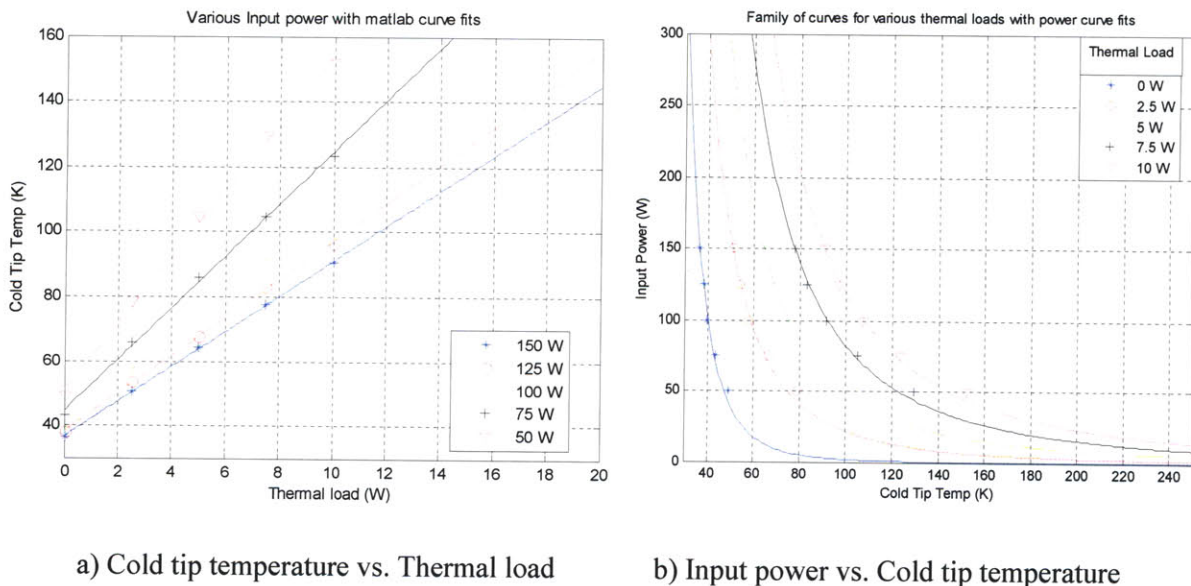 Various Input power with matlab curve fits
160
140
120
100
80
60
40
Cold Tip Temp (K)
150 W
125 W
100 W
75 W
50 W
0 2 4 6 8 10 12 14 16 18 20
Thermal load (W)
a) Cold tip temperature vs. Thermal load
Family of curves for various thermal loads with power curve fits
300
250
200
150
100
50
0
Input Power (W)
Thermal Load
0 W
2.5 W
5 W
7.5 W
10 W
40 60 80 100 120 140 160 180 200 220 240
Cold Tip Temp (K)
b) Input power vs. Cold tip temperature